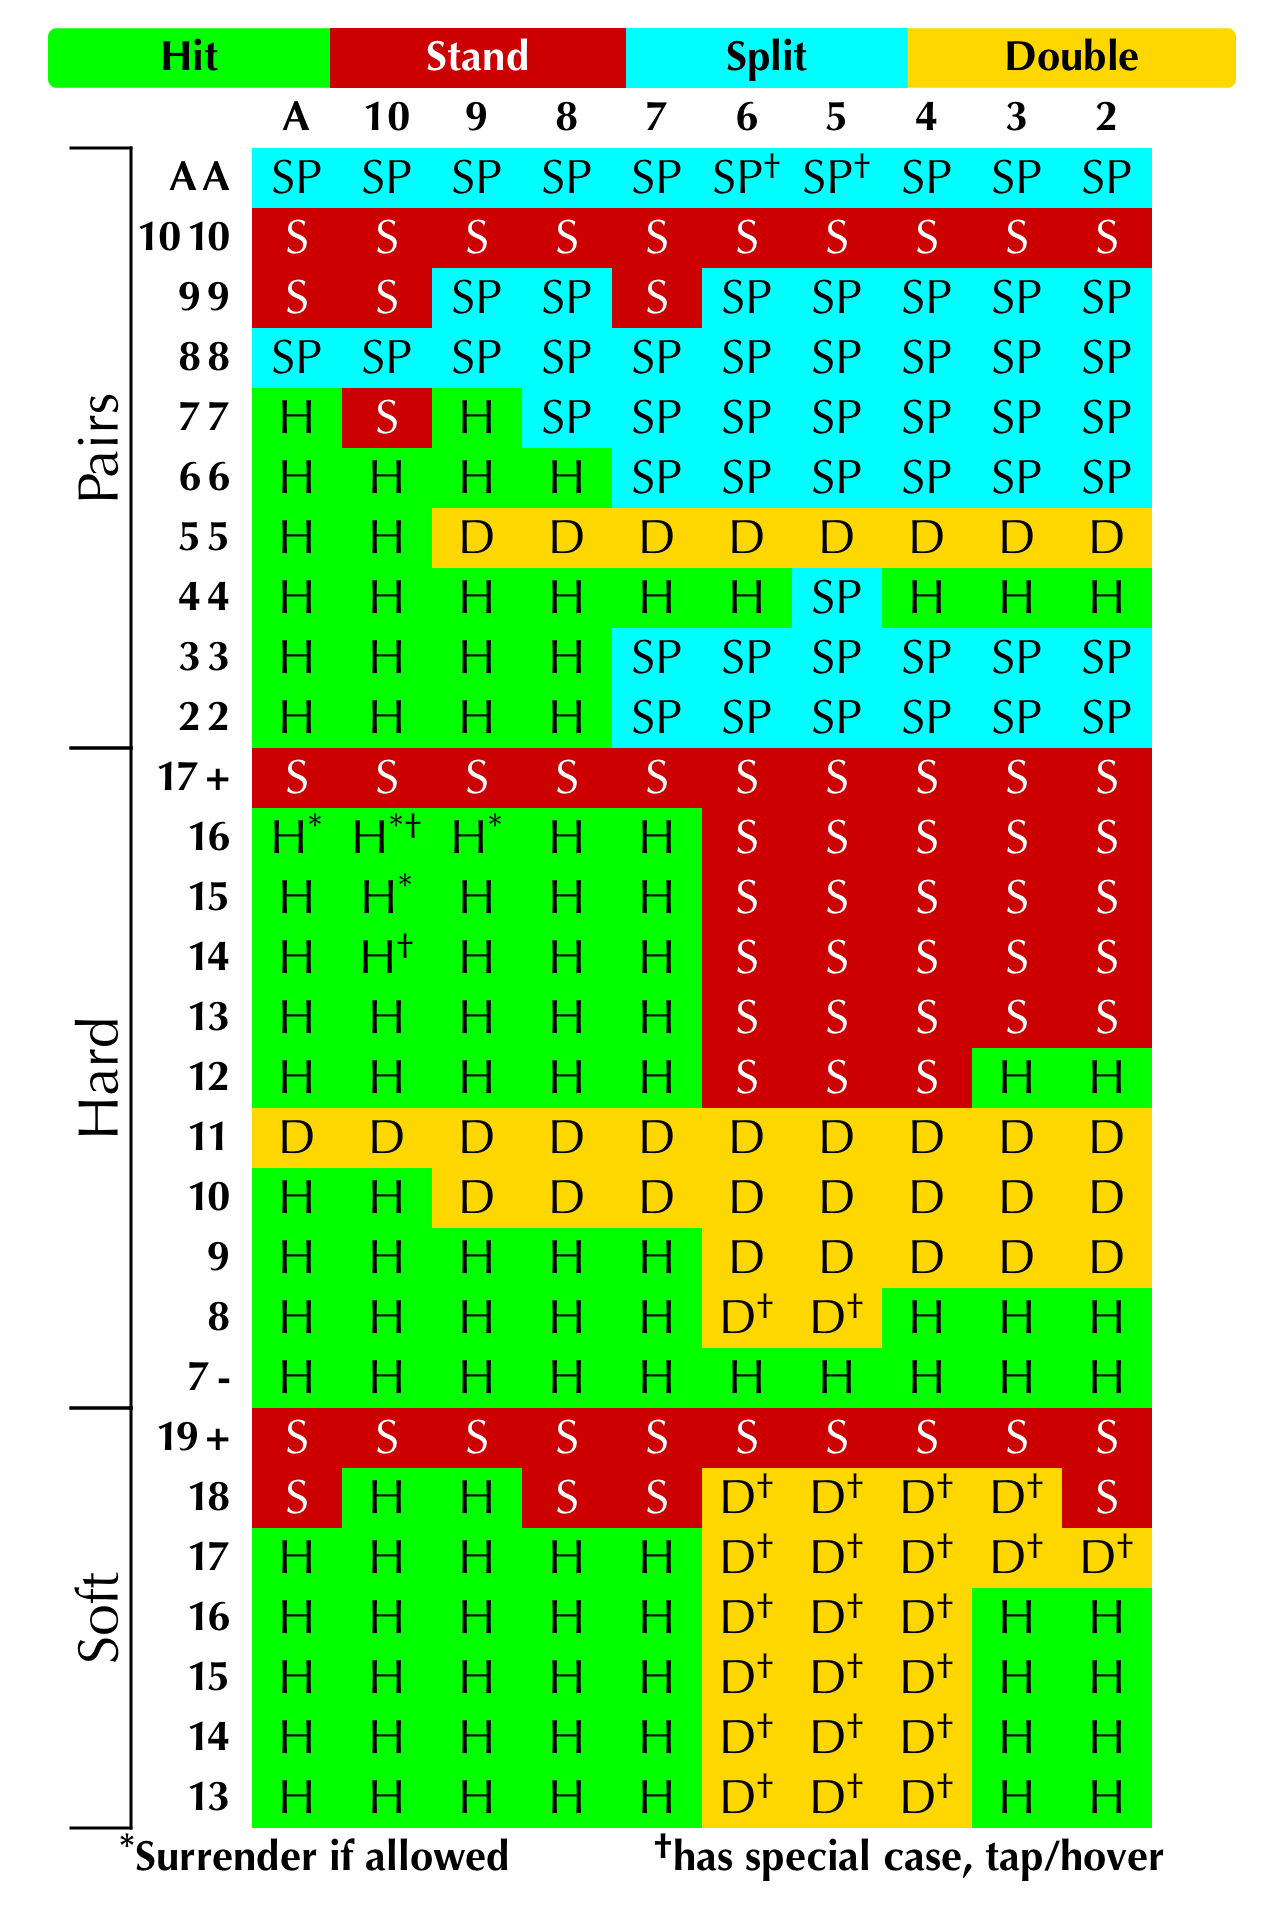 Hit Stand Split Double
A 10 9 8 7 6 5 4 3 2
Pairs
A A SP SP SP SP SP SP† SP† SP SP SP
10 10 S S S S S S S S S S
9 9 S S SP SP S SP SP SP SP SP
8 8 SP SP SP SP SP SP SP SP SP SP
7 7 H S H SP SP SP SP SP SP SP
6 6 H H H H SP SP SP SP SP SP
5 5 H H D D D D D D D D
4 4 H H H H H H SP H H H
3 3 H H H H SP SP SP SP SP SP
2 2 H H H H SP SP SP SP SP SP
Hard
17 + S S S S S S S S S S
16 H* H*† H* H H S S S S S
15 H H* H H H S S S S S
14 H H† H H H S S S S S
13 H H H H H S S S S S
12 H H H H H S S S H H
11 D D D D D D D D D D
10 H H D D D D D D D D
9 H H H H H D D D D D
8 H H H H H D† D† H H H
7 - H H H H H H H H H H
Soft
19 + S S S S S S S S S S
18 S H H S S D† D† D† D† S
17 H H H H H D† D† D† D† D†
16 H H H H H D† D† D† H H
15 H H H H H D† D† D† H H
14 H H H H H D† D† D† H H
13 H H H H H D† D† D† H H
*Surrender if allowed †has special case, tap/hover